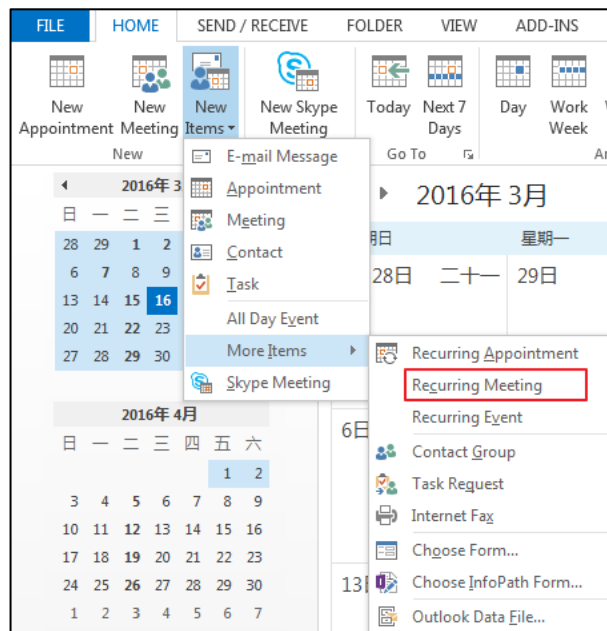 FILE HOME SEND / RECEIVE FOLDER VIEW ADD-INS
New Appointment New Meeting New Items New Skype Meeting Today Next 7 Days Day Work Week
New Go To
E-mail Message
Appointment
Meeting
Contact
Task
All Day Event
More Items
Skype Meeting
Recurring Appointment
Recurring Meeting
Recurring Event
Contact Group
Task Request
Internet Fax
Choose Form...
Choose InfoPath Form...
Outlook Data File...
2016年 3
日 一 二 三
28 29 1 2
6 7 8 9
13 14 15 16
20 21 22 23
27 28 29 30
2016年 4月
日 一 二 三 四 五 六
1 2
3 4 5 6 7 8 9
10 11 12 13 14 15 16
17 18 19 20 21 22 23
24 25 26 27 28 29 30
1 2 3 4 5 6 7
2016年 3月
期日 星期一
28日 二十一 29日
6日
13